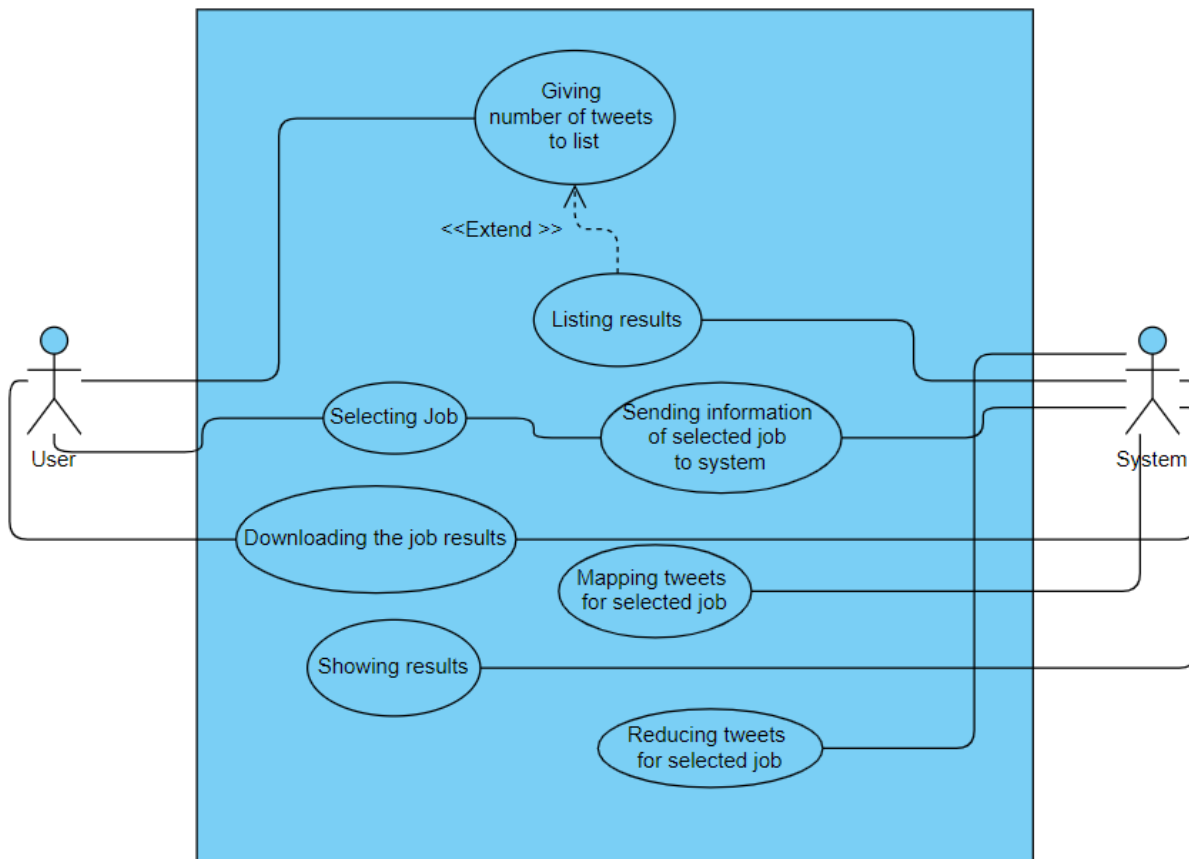 Giving
number of tweets
to list
<<Extend >>
Listing results
Selecting Job
Sending information
of selected job
to system
User
System
Downloading the job results
Mapping tweets
for selected job
Showing results
Reducing tweets
for selected job